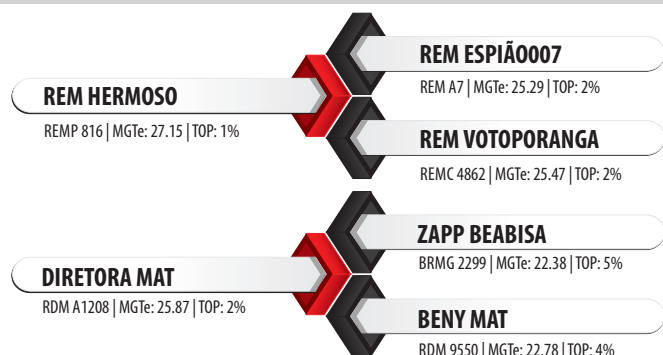 REM ESPIÃO007
REM A7 | MGTe: 25.29 | TOP: 2%
REM HERMOSO
REMP 816 | MGTe: 27.15 | TOP: 1%
REM VOTOPORANGA
REMC 4862 | MGTe: 25.47 | TOP: 2%
ZAPP BEABISA
BRMG 2299 | MGTe: 22.38 | TOP: 5%
DIRETORA MAT
RDM A1208 | MGTe: 25.87 | TOP: 2%
BENY MAT
RDM 9550 | MGTe: 22.78 | TOP: 4%